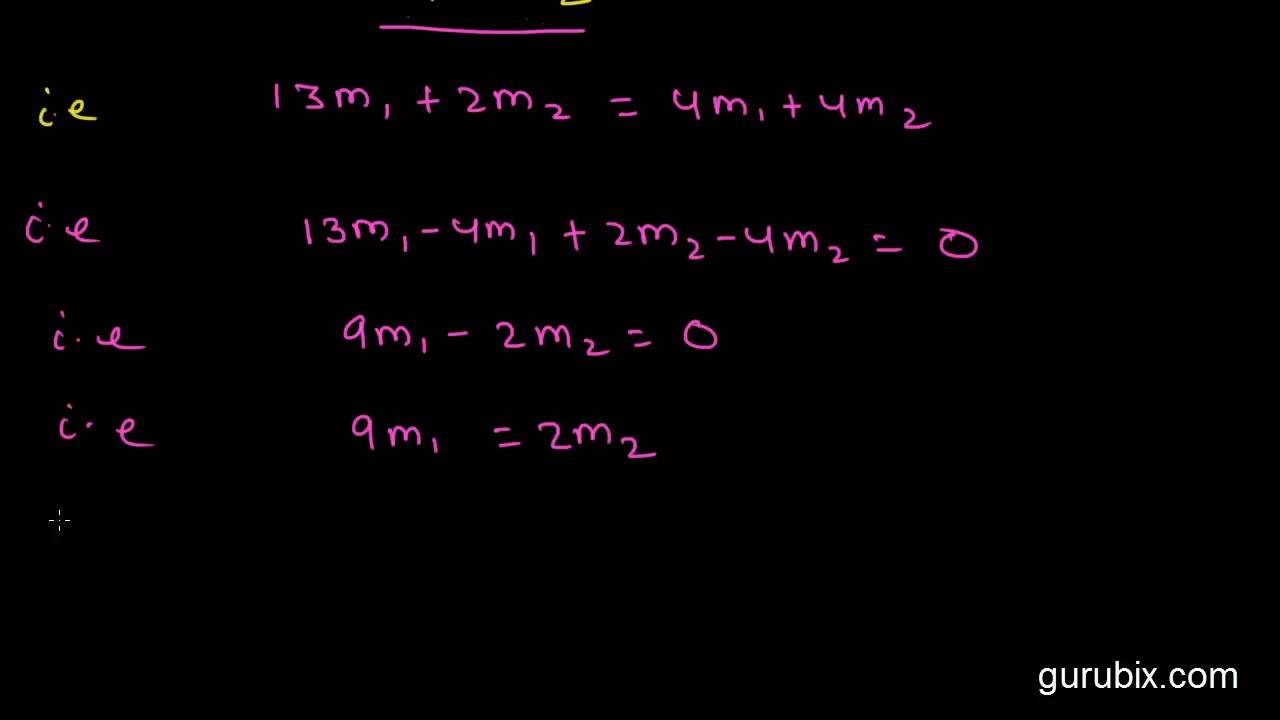 i.e 13m₁ + 2m₂ = 4m₁ + 4m₂
i.e 13m₁ - 4m₁ + 2m₂ - 4m₂ = 0
i.e 9m₁ - 2m₂ = 0
i.e 9m₁ = 2m₂
gurubix.com